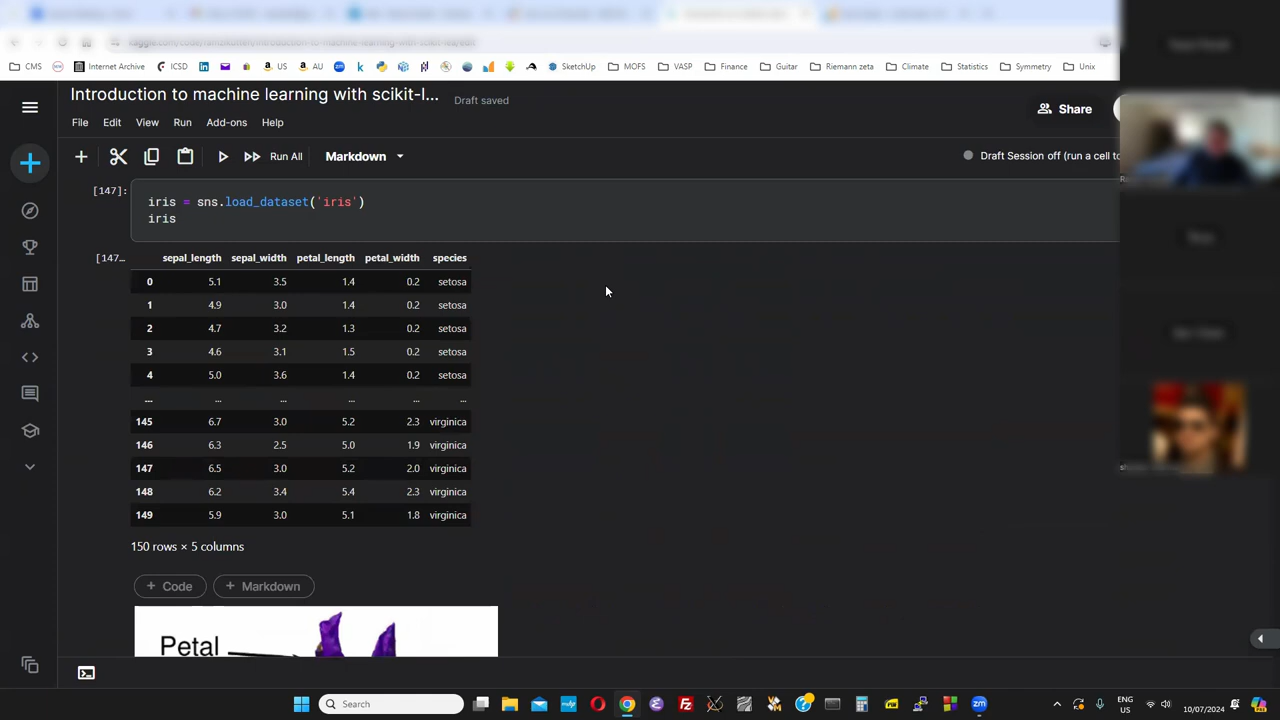 CMS
Internet Archive
ICSD
US
AU
SketchUp
MOFS
VASP
Finance
Guitar
Riemann zeta
Climate
Statistics
Symmetry
Unix
Introduction to machine learning with scikit-l...
Draft saved
Share
File Edit View Run Add-ons Help
Run All
Markdown
Draft Session off (run a cell to
[147]:
iris = sns.load_dataset('iris')
iris
[147...
sepal_length sepal_width petal_length petal_width species
0 5.1 3.5 1.4 0.2 setosa
1 4.9 3.0 1.4 0.2 setosa
2 4.7 3.2 1.3 0.2 setosa
3 4.6 3.1 1.5 0.2 setosa
4 5.0 3.6 1.4 0.2 setosa
... ... ... ... ... ...
145 6.7 3.0 5.2 2.3 virginica
146 6.3 2.5 5.0 1.9 virginica
147 6.5 3.0 5.2 2.0 virginica
148 6.2 3.4 5.4 2.3 virginica
149 5.9 3.0 5.1 1.8 virginica
150 rows × 5 columns
+ Code
+ Markdown
Petal
Search
ENG
US
10/07/2024